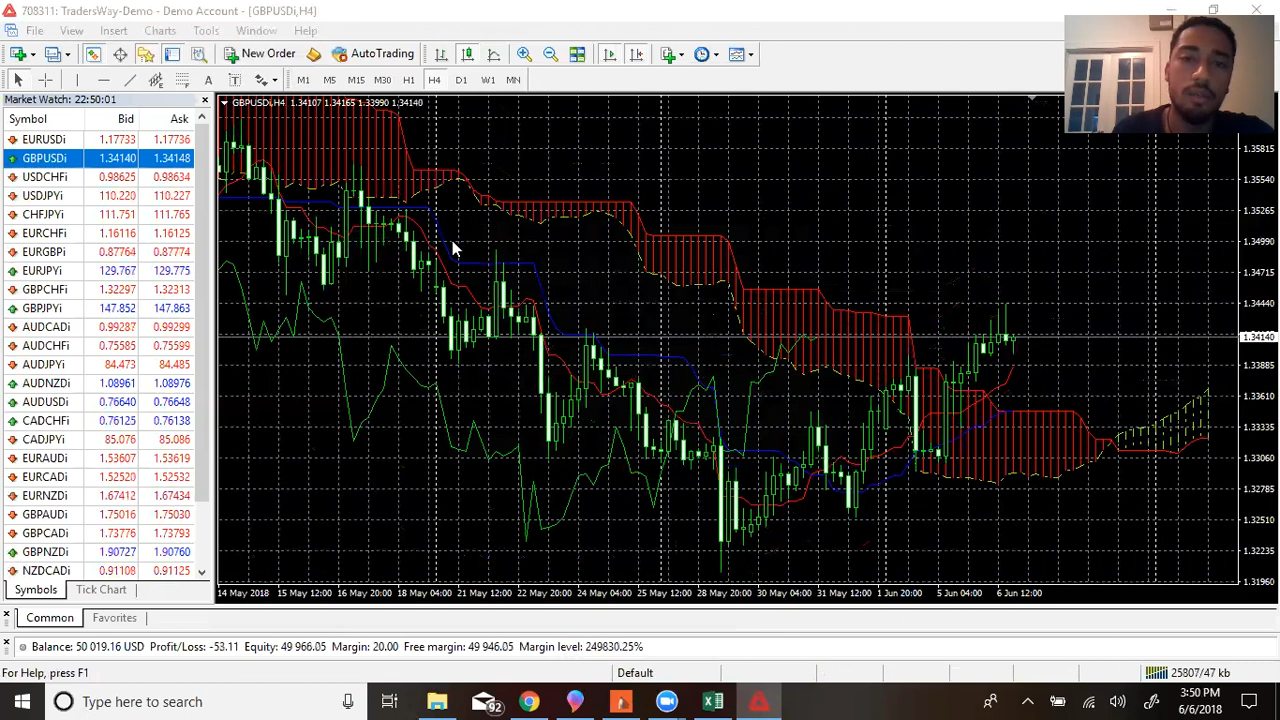 708311: TradersWay-Demo - Demo Account - [GBPUSDi,H4]
File View Insert Charts Tools Window Help
New Order AutoTrading
A T M1 M5 M15 M30 H1 H4 D1 W1 MN
Market Watch: 22:50:01
Symbol Bid Ask
EURUSDi 1.17733 1.17736
GBPUSDi 1.34140 1.34148
USDCHFi 0.98625 0.98634
USDJPYi 110.220 110.227
CHFJPYi 111.751 111.765
EURCHFi 1.16116 1.16125
EURGBPi 0.87764 0.87774
EURJPYi 129.767 129.775
GBPCHFi 1.32297 1.32313
GBPJPYi 147.852 147.863
AUDCADi 0.99287 0.99299
AUDCHFi 0.75585 0.75599
AUDJPYi 84.473 84.485
AUDNZDi 1.08961 1.08976
AUDUSDi 0.76640 0.76648
CADCHFi 0.76125 0.76135
CADJPYi 85.076 85.086
EURAUDi 1.53607 1.53619
EURCADi 1.52520 1.52532
EURNZDi 1.67412 1.67434
GBPAUDi 1.75030 1.75030
GBPCADi 1.73776 1.73793
GBPNZDi 1.90727 1.90760
NZDCADi 0.91108 0.91125
Symbols Tick Chart
GBPUSDi,H4 1.34107 1.34165 1.33990 1.34140
1.35815
1.35540
1.35265
1.34990
1.34715
1.34440
1.34140
1.33885
1.33610
1.33335
1.33060
1.32785
1.32510
1.32235
1.31960
14 May 2018 15 May 12:00 16 May 20:00 18 May 04:00 21 May 12:00 22 May 20:00 24 May 04:00 25 May 12:00 28 May 20:00 30 May 04:00 31 May 12:00 1 Jun 20:00 5 Jun 04:00 6 Jun 12:00
Common Favorites
Balance: 50 019.16 USD Profit/Loss: -53.11 Equity: 49 966.05 Margin: 20.00 Free margin: 49 946.05 Margin level: 249830.25%
For Help, press F1 Default 25807/47 kb
Type here to search 92 3:50 PM
6/6/2018